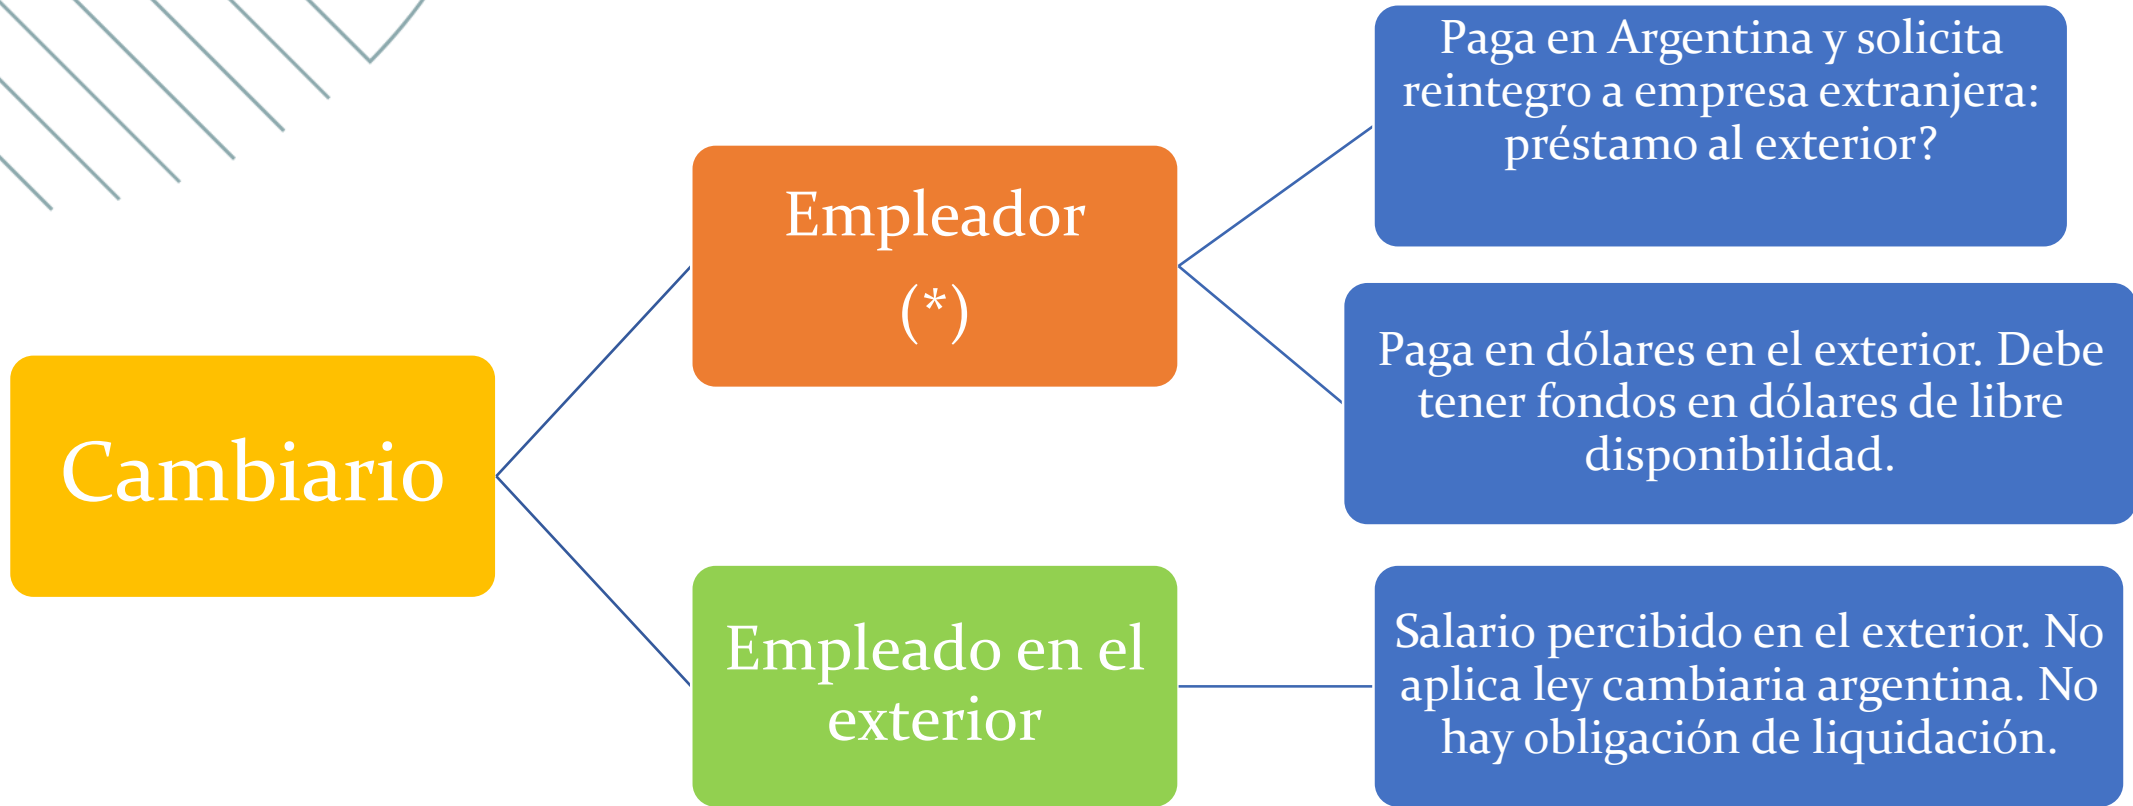 Cambiario
Empleador
(*)
Paga en Argentina y solicita
reintegro a empresa extranjera:
préstamo al exterior?
Paga en dólares en el exterior. Debe
tener fondos en dólares de libre
disponibilidad.
Empleado en el
exterior
Salario percibido en el exterior. No
aplica ley cambiaria argentina. No
hay obligación de liquidación.